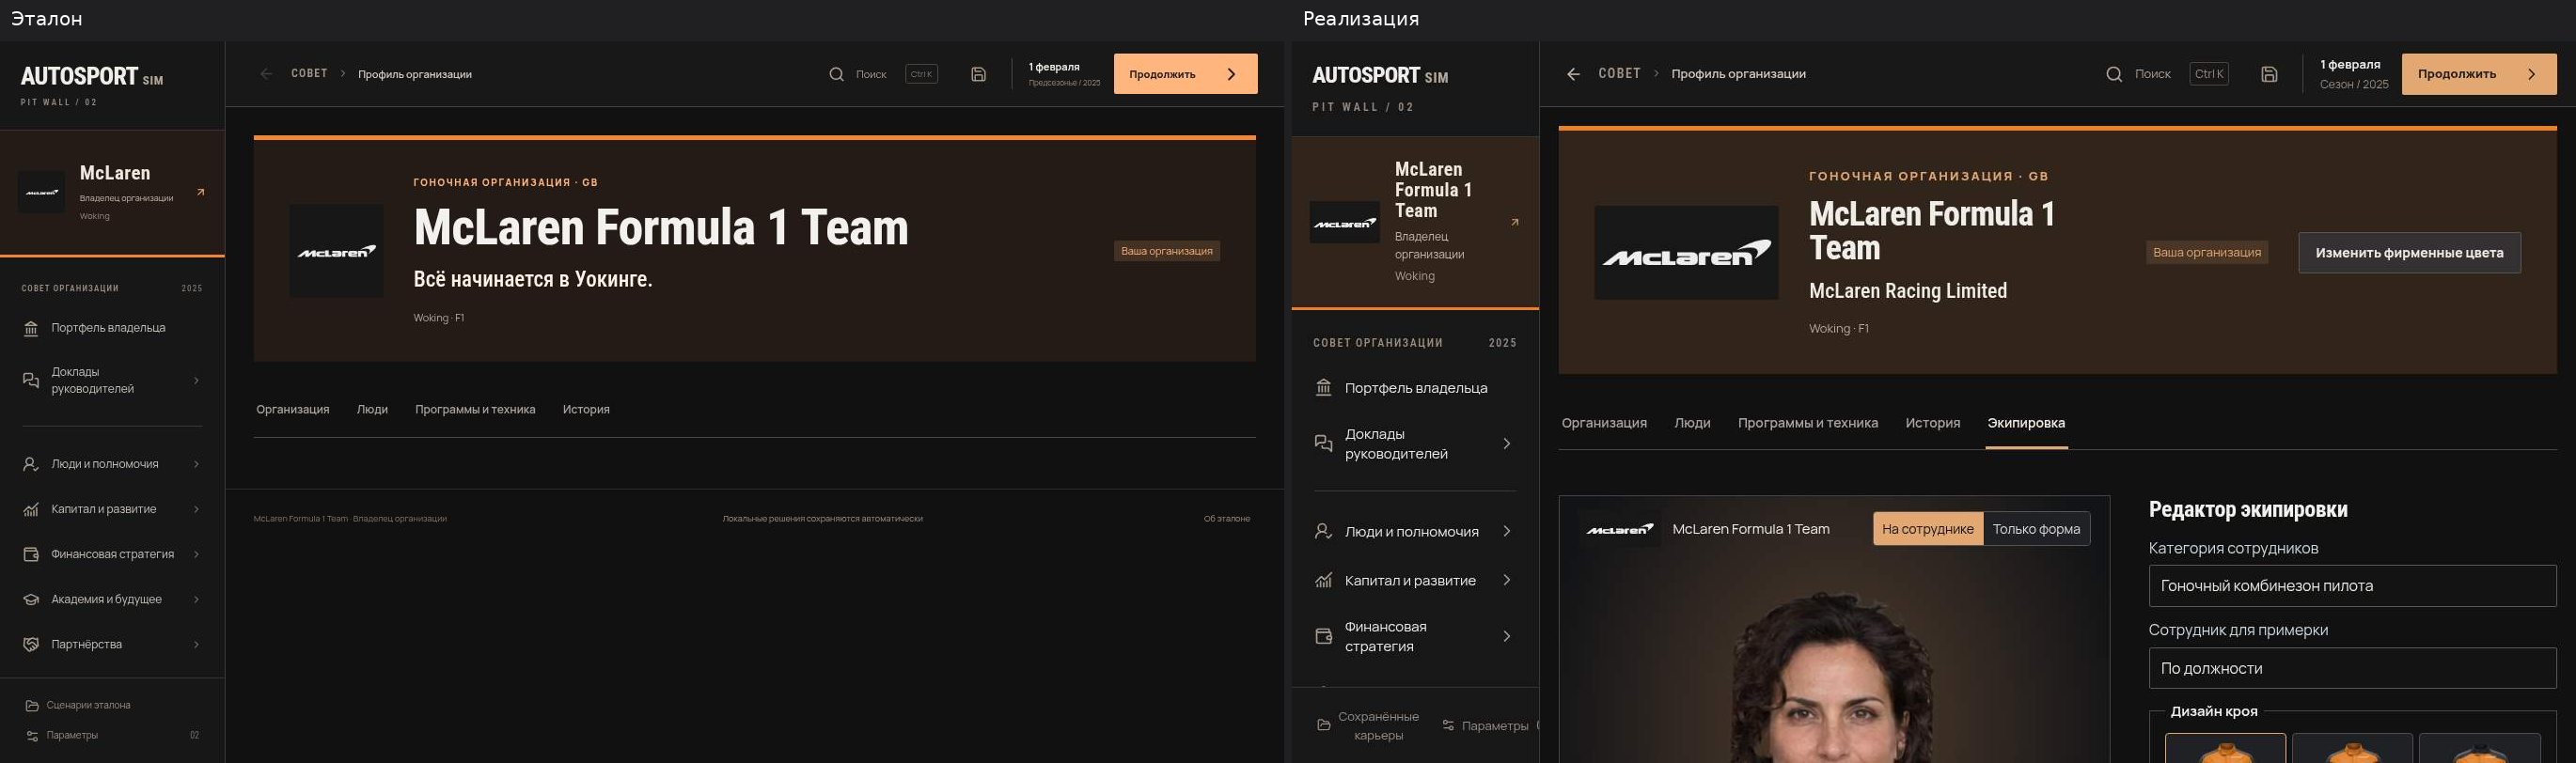 Эталон
AUTOSPORT SIM
PIT WALL / 02
McLaren
McLaren
Владелец организации
Woking
СОВЕТ ОРГАНИЗАЦИИ 2025
Портфель владельца
Доклады
руководителей
Люди и полномочия
Капитал и развитие
Финансовая стратегия
Академия и будущее
Партнёрства
Сценарии эталона
Параметры 02
СОВЕТ Профиль организации
Поиск Ctrl K
1 февраля
Предсезонье / 2025
Продолжить
ГОНОЧНАЯ ОРГАНИЗАЦИЯ · GB
McLaren
McLaren Formula 1 Team
Всё начинается в Уокинге.
Woking · F1
Ваша организация
Организация Люди Программы и техника История
McLaren Formula 1 Team · Владелец организации Локальные решения сохраняются автоматически Об эталоне
Реализация
AUTOSPORT SIM
PIT WALL / 02
McLaren
McLaren
Formula 1
Team
Владелец
организации
Woking
СОВЕТ ОРГАНИЗАЦИИ 2025
Портфель владельца
Доклады
руководителей
Люди и полномочия
Капитал и развитие
Финансовая
стратегия
Сохранённые
карьеры
Параметры
СОВЕТ Профиль организации
Поиск Ctrl K
1 февраля
Сезон / 2025
Продолжить
ГОНОЧНАЯ ОРГАНИЗАЦИЯ · GB
McLaren
McLaren Formula 1
Team
McLaren Racing Limited
Woking · F1
Ваша организация
Изменить фирменные цвета
Организация Люди Программы и техника История Экипировка
McLaren McLaren Formula 1 Team На сотруднике Только форма
Редактор экипировки
Категория сотрудников
Гоночный комбинезон пилота
Сотрудник для примерки
По должности
Дизайн кроя